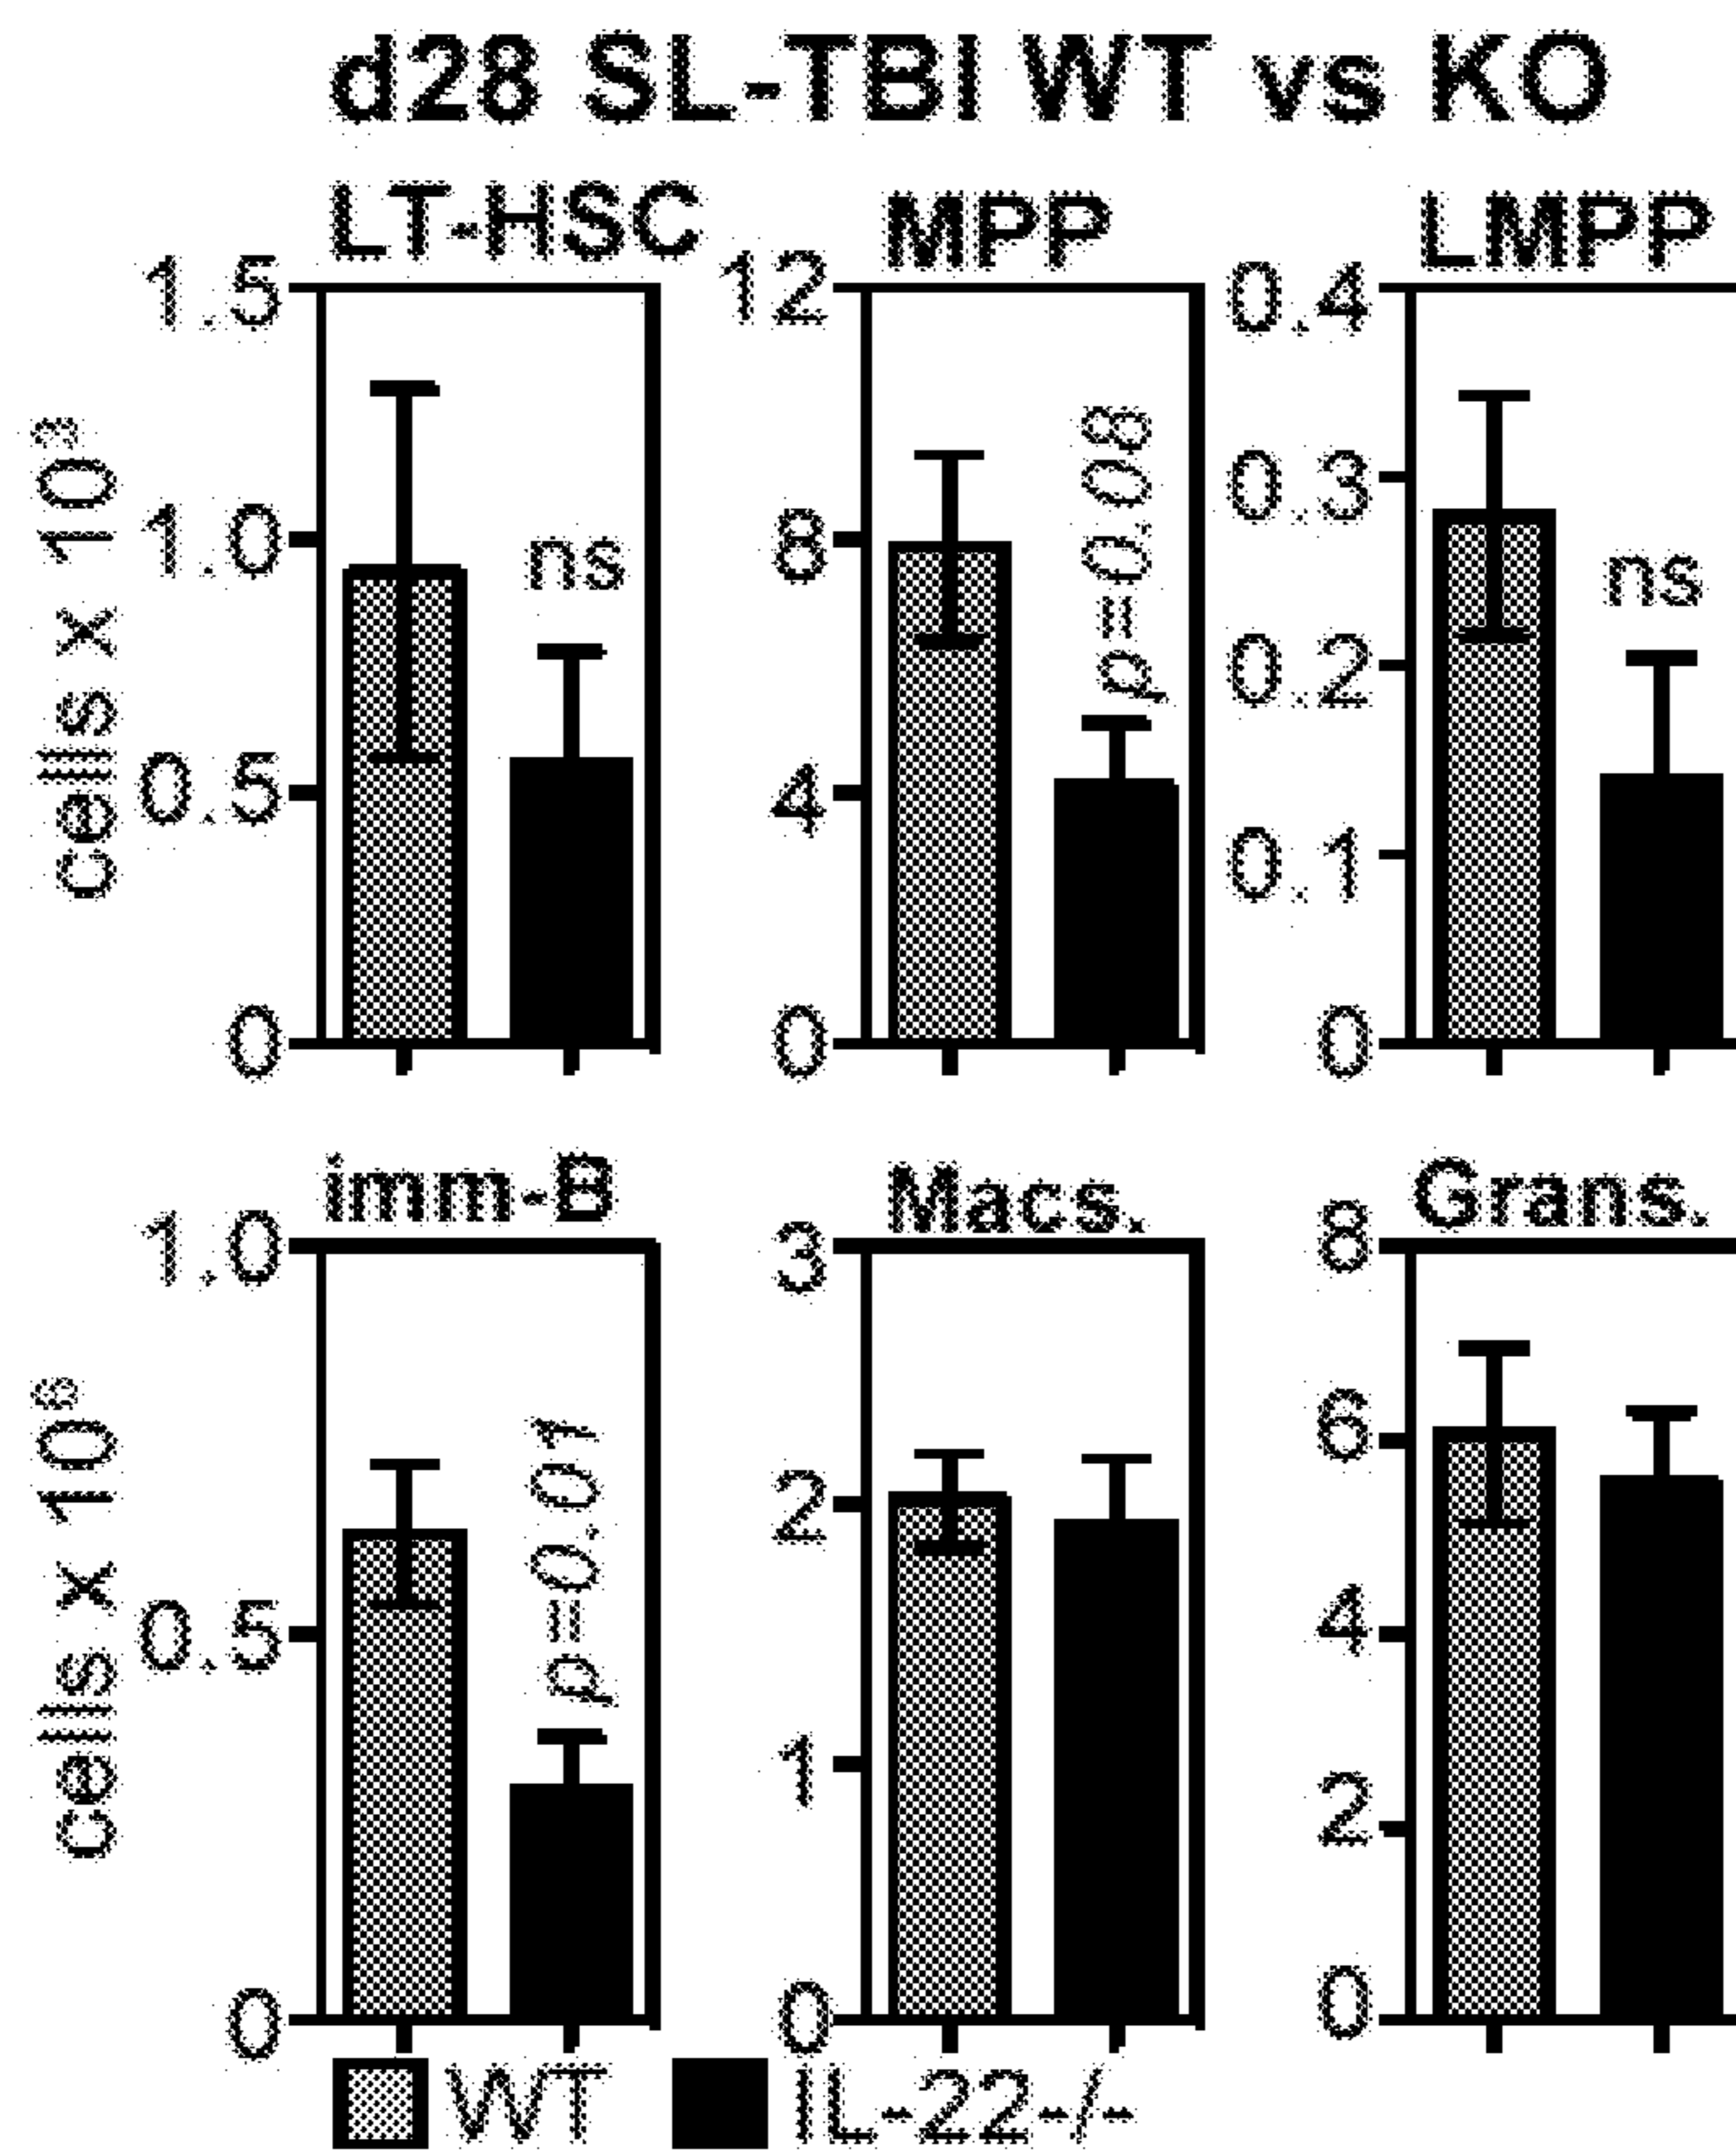 d28 SL-TBI WT vs KO
LT-HSC MPP LMPP
1.5 12 0.4
cells x 10³
1.0 ns 8 p=0.08 0.3 ns
0.2
0.5 4 0.1
0 0 0
imm-B Macs. Grans.
1.0 3 8
cells x 10⁶
p=0.01 2 6
0.5 4
1 2
0 0 0
WT IL-22-/-